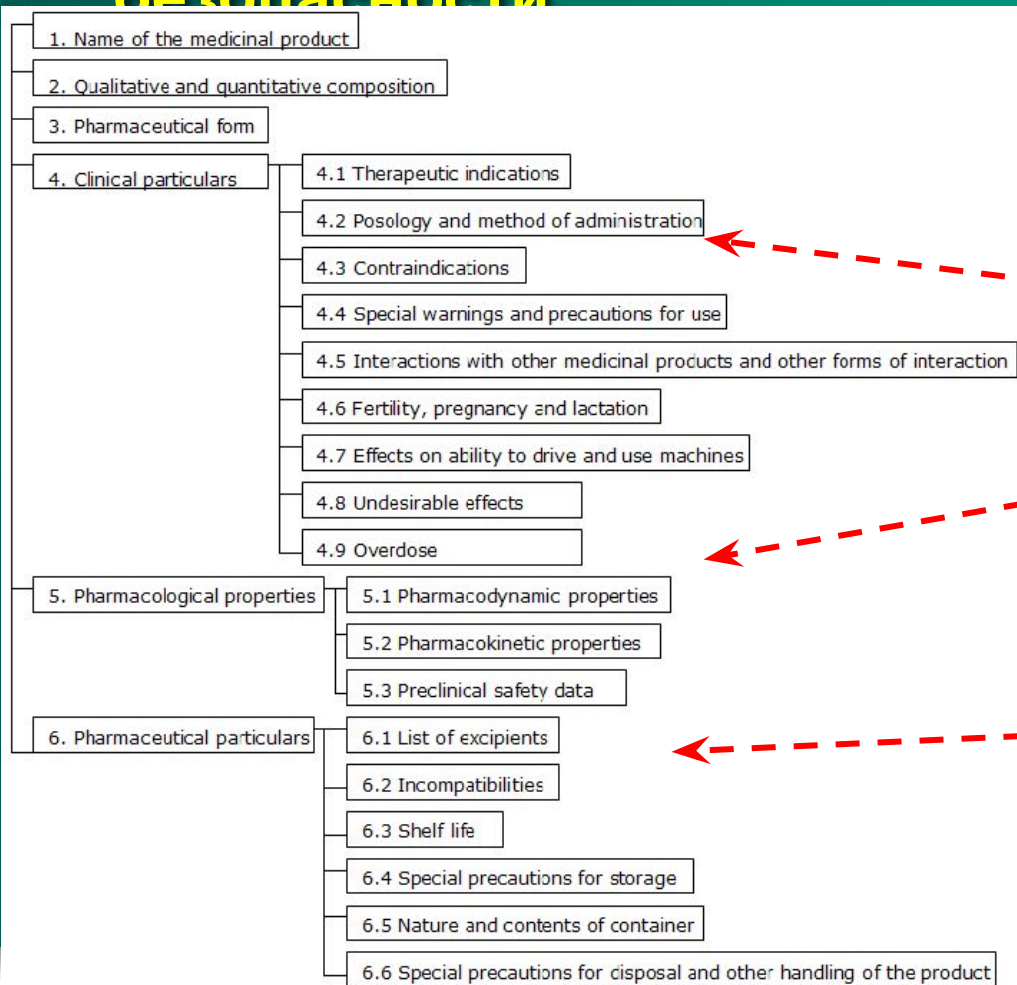 безопасности
1. Name of the medicinal product
2. Qualitative and quantitative composition
3. Pharmaceutical form
4. Clinical particulars
4.1 Therapeutic indications
4.2 Posology and method of administration
4.3 Contraindications
4.4 Special warnings and precautions for use
4.5 Interactions with other medicinal products and other forms of interaction
4.6 Fertility, pregnancy and lactation
4.7 Effects on ability to drive and use machines
4.8 Undesirable effects
4.9 Overdose
5. Pharmacological properties
5.1 Pharmacodynamic properties
5.2 Pharmacokinetic properties
5.3 Preclinical safety data
6. Pharmaceutical particulars
6.1 List of excipients
6.2 Incompatibilities
6.3 Shelf life
6.4 Special precautions for storage
6.5 Nature and contents of container
6.6 Special precautions for disposal and other handling of the product